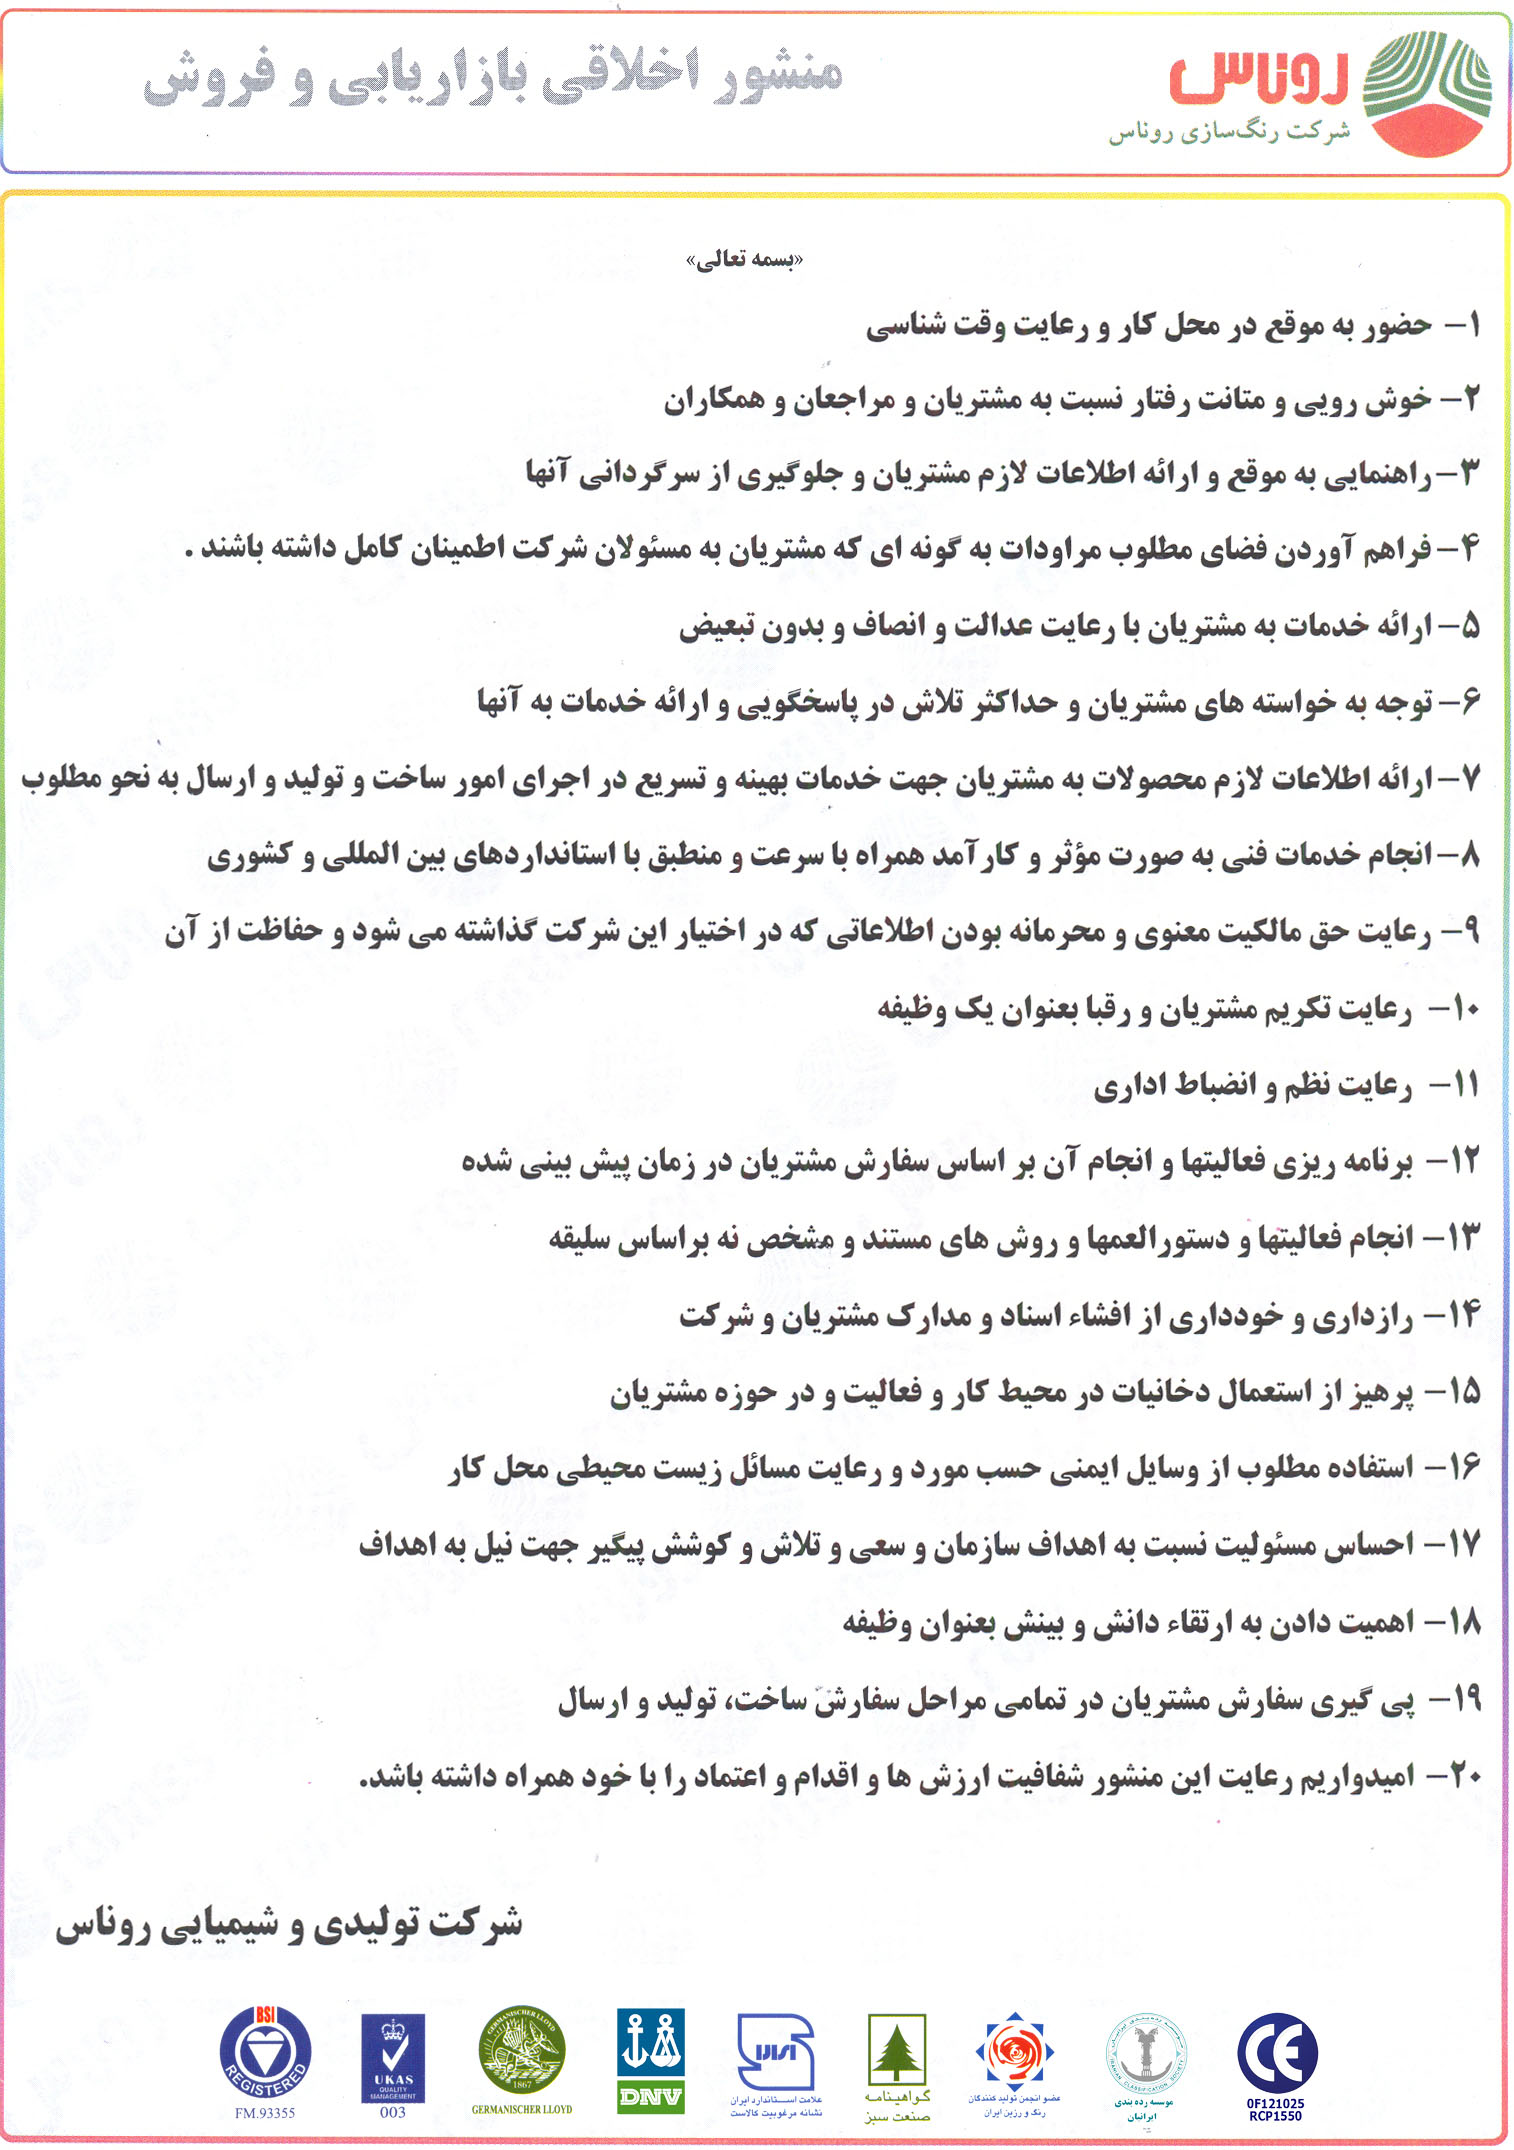 روناس
شرکت رنگ‌سازی روناس
منشور اخلاقی بازاریابی و فروش
«بسمه تعالی»
۱- حضور به موقع در محل کار و رعایت وقت شناسی
۲- خوش رویی و متانت رفتار نسبت به مشتریان و مراجعان و همکاران
۳- راهنمایی به موقع و ارائه اطلاعات لازم مشتریان و جلوگیری از سرگردانی آنها
۴- فراهم آوردن فضای مطلوب مراودات به گونه ای که مشتریان به مسئولان شرکت اطمینان کامل داشته باشند .
۵- ارائه خدمات به مشتریان با رعایت عدالت و انصاف و بدون تبعیض
۶- توجه به خواسته های مشتریان و حداکثر تلاش در پاسخگویی و ارائه خدمات به آنها
۷- ارائه اطلاعات لازم محصولات به مشتریان جهت خدمات بهینه و تسریع در اجرای امور ساخت و تولید و ارسال به نحو مطلوب
۸- انجام خدمات فنی به صورت مؤثر و کارآمد همراه با سرعت و منطبق با استانداردهای بین المللی و کشوری
۹- رعایت حق مالکیت معنوی و محرمانه بودن اطلاعاتی که در اختیار این شرکت گذاشته می شود و حفاظت از آن
۱۰- رعایت تکریم مشتریان و رقبا بعنوان یک وظیفه
۱۱- رعایت نظم و انضباط اداری
۱۲- برنامه ریزی فعالیتها و انجام آن بر اساس سفارش مشتریان در زمان پیش بینی شده
۱۳- انجام فعالیتها و دستورالعمها و روش های مستند و مشخص نه براساس سلیقه
۱۴- رازداری و خودداری از افشاء اسناد و مدارک مشتریان و شرکت
۱۵- پرهیز از استعمال دخانیات در محیط کار و فعالیت و در حوزه مشتریان
۱۶- استفاده مطلوب از وسایل ایمنی حسب مورد و رعایت مسائل زیست محیطی محل کار
۱۷- احساس مسئولیت نسبت به اهداف سازمان و سعی و تلاش و کوشش پیگیر جهت نیل به اهداف
۱۸- اهمیت دادن به ارتقاء دانش و بینش بعنوان وظیفه
۱۹- پی گیری سفارش مشتریان در تمامی مراحل سفارش ساخت، تولید و ارسال
۲۰- امیدواریم رعایت این منشور شفافیت ارزش ها و اقدام و اعتماد را با خود همراه داشته باشد.
شرکت تولیدی و شیمیایی روناس
BSI
REGISTERED
FM.93355
UKAS
QUALITY
MANAGEMENT
003
GERMANISCHER LLOYD
1867
GERMANISCHER LLOYD
DNV
علامت استاندارد ایران
نشانه مرغوبیت کالاست
گواهینامه
صنعت سبز
عضو انجمن تولید کنندگان
رنگ و رزین ایران
IRANIAN CLASSIFICATION SOCIETY
موسسه رده بندی
ایرانیان
CE
0F121025
RCP1550